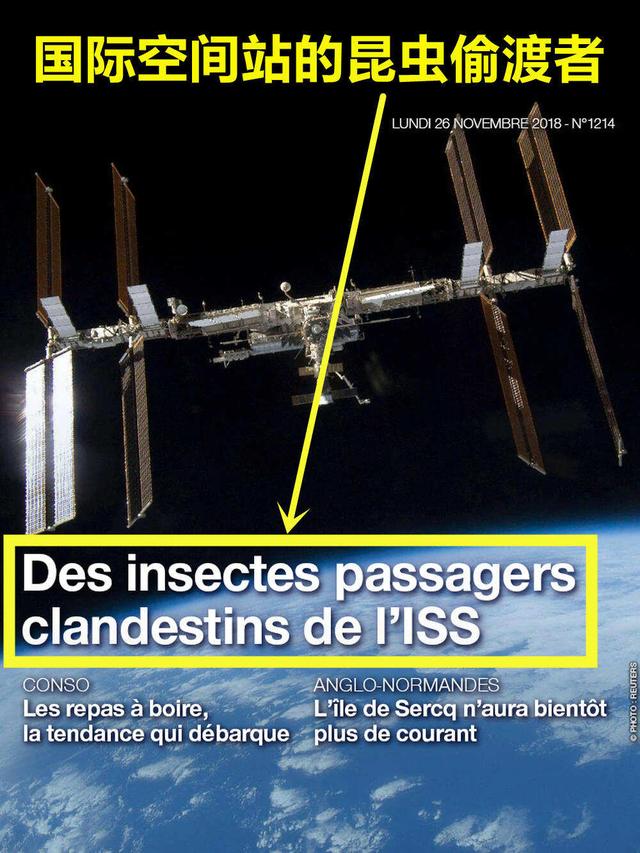 国际空间站的昆虫偷渡者
LUNDI 26 NOVEMBRE 2018 - N°1214
Des insectes passagers
clandestins de l'ISS
CONSO
Les repas à boire,
la tendance qui débarque
ANGLO-NORMANDES
L'île de Sercq n'aura bientôt
plus de courant
© PHOTO : REUTERS